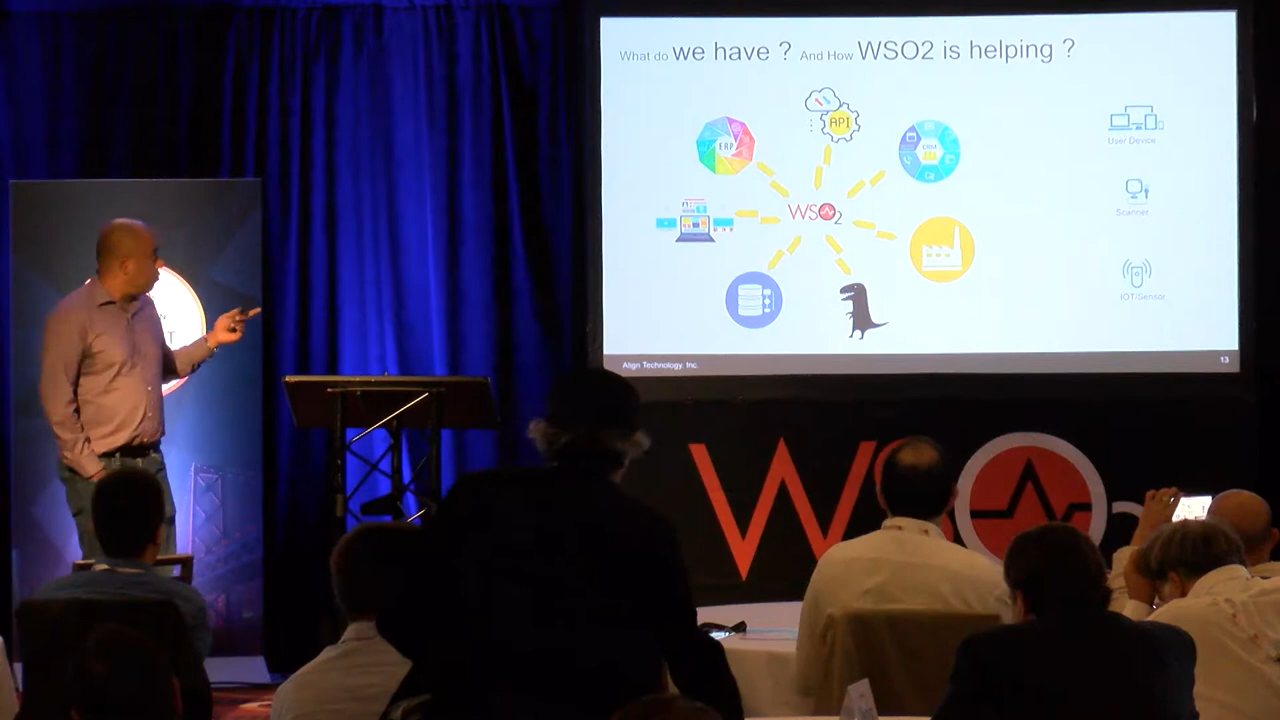 What do we have ? And How WSO2 is helping ?
API
ERP
CRM
User Device
WSO2
Scanner
IOT/Sensor
Align Technology, Inc.
13
WSO